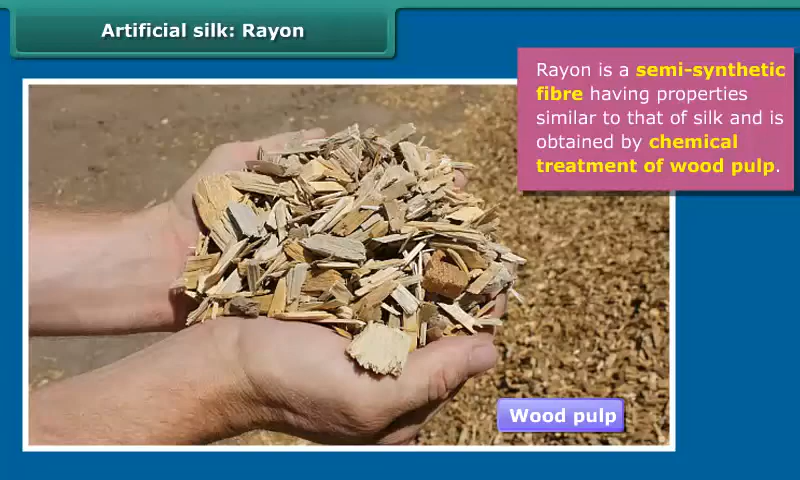 Artificial silk: Rayon
Rayon is a semi-synthetic
fibre having properties
similar to that of silk and is
obtained by chemical
treatment of wood pulp.
Wood pulp